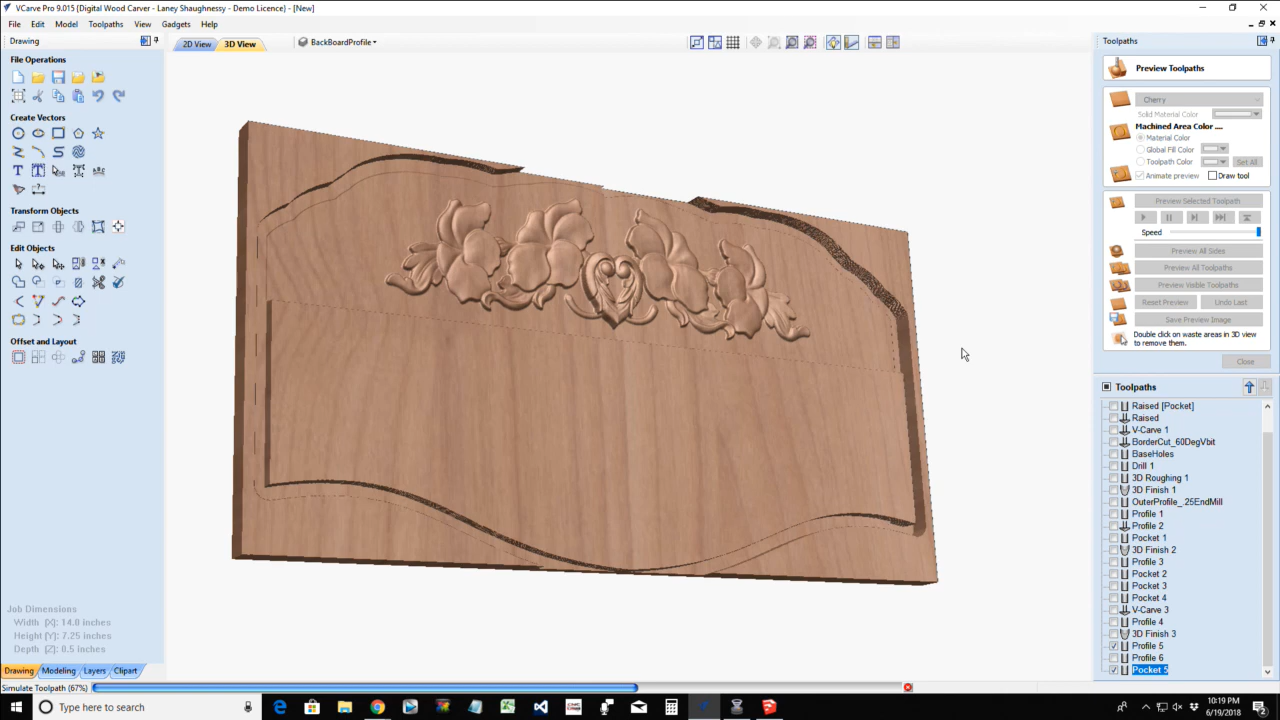 VCarve Pro 9.015 {Digital Wood Carver - Laney Shaughnessy - Demo Licence} - [New]
File Edit Model Toolpaths View Gadgets Help
Drawing
2D View 3D View BackBoardProfile
File Operations
Create Vectors
Transform Objects
Edit Objects
Offset and Layout
Job Dimensions
Width (X): 14.0 inches
Height (Y): 7.25 inches
Depth (Z): 0.5 inches
Drawing Modeling Layers Clipart
Simulate Toolpath (67%)
Toolpaths
Preview Toolpaths
Cherry
Solid Material Color
Machined Area Color ....
Material Color
Global Fill Color
Toolpath Color Set All
Animate preview Draw tool
Preview Selected Toolpath
Speed
Preview All Sides
Preview All Toolpaths
Preview Visible Toolpaths
Reset Preview Undo Last
Save Preview Image
Double click on waste areas in 3D view
to remove them.
Close
Toolpaths
Raised [Pocket]
Raised
V-Carve 1
BorderCut_60DegVbit
BaseHoles
Drill 1
3D Roughing 1
3D Finish 1
OuterProfile_.25EndMill
Profile 1
Profile 2
Pocket 1
3D Finish 2
Profile 3
Pocket 2
Pocket 3
Pocket 4
V-Carve 3
Profile 4
3D Finish 3
Profile 5
Profile 6
Pocket 5
Type here to search
10:19 PM
6/19/2018
2